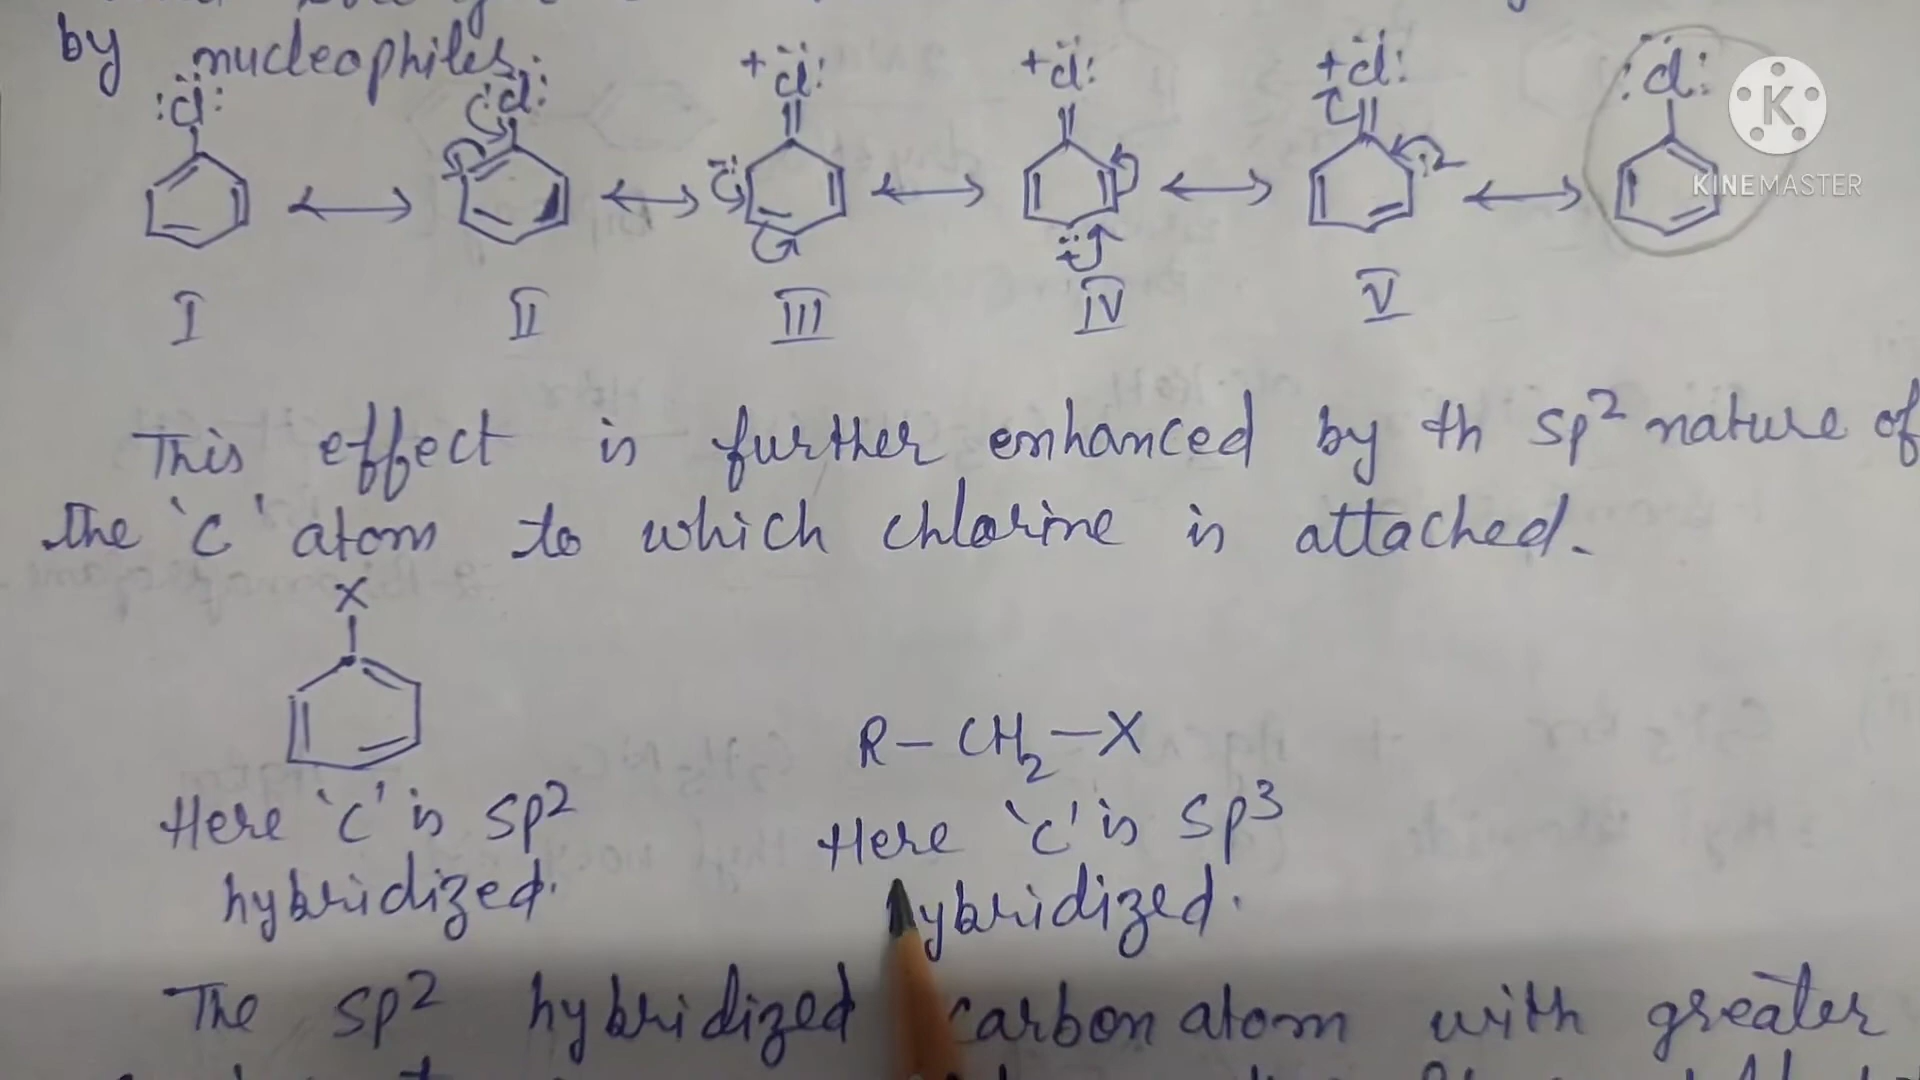 by nucleophiles.
:Cl: :Cl: +Cl: +Cl: +Cl: :Cl:
I II III IV V
K
KINEMASTER
This effect is further enhanced by th sp² nature of
the 'C' atom to which chlorine is attached.
X
R-CH₂-X
Here 'C' is sp²
hybridized.
Here 'C' is sp³
hybridized.
The sp² hybridized carbon atom with greater